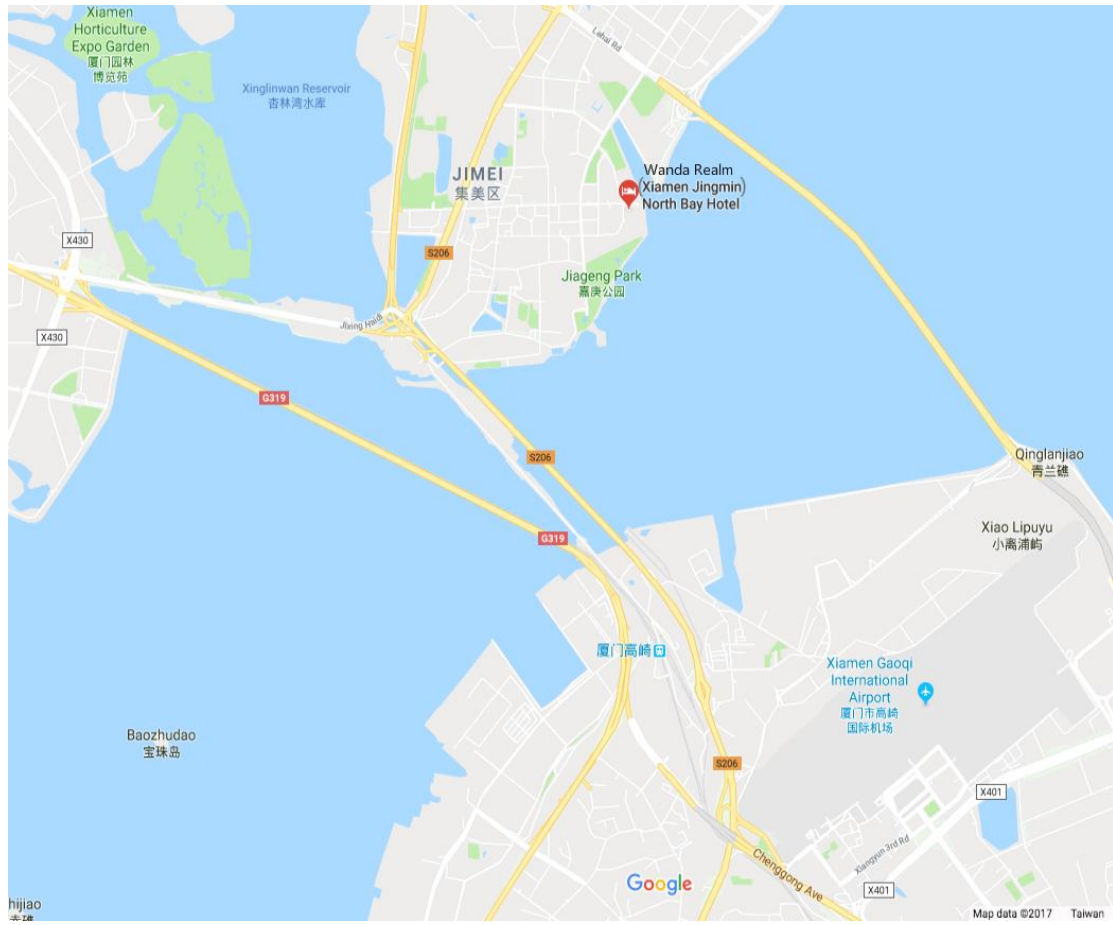 Xiamen
Horticulture
Expo Garden
厦门园林
博览苑
Xinglinwan Reservoir
杏林湾水库
Lehai Rd
JIMEI
集美区
Wanda Realm
(Xiamen Jingmin)
North Bay Hotel
X430
S206
Jiageng Park
嘉庚公园
Jixing Haidi
X430
G319
S206
Qinglanjiao
青兰礁
Xiao Lipuyu
小离浦屿
G319
厦门高崎
Xiamen Gaoqi
International
Airport
厦门市高崎
国际机场
Baozhudao
宝珠岛
S206
X401
Xiangyun 3rd Rd
Chenggong Ave
X401
Google
hijiao
Map data ©2017 Taiwan